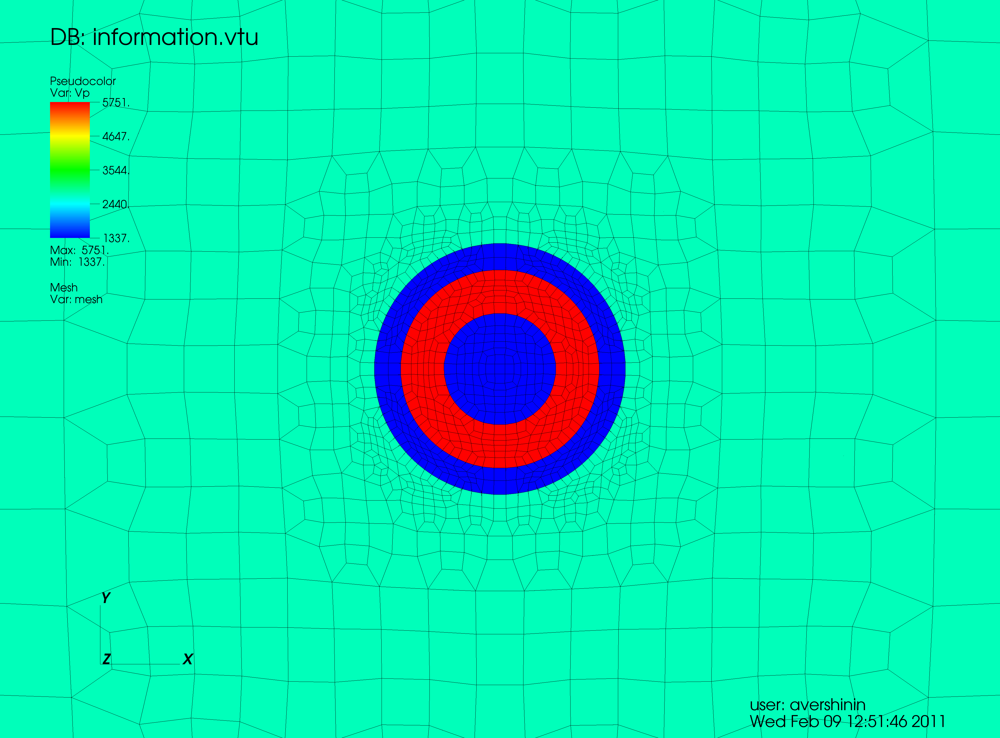 DB: information.vtu
Pseudocolor
Var: Vp
5751.
4647.
3544.
2440.
1337.
Max: 5751.
Min: 1337.
Mesh
Var: mesh
Y
Z X
user: avershinin
Wed Feb 09 12:51:46 2011